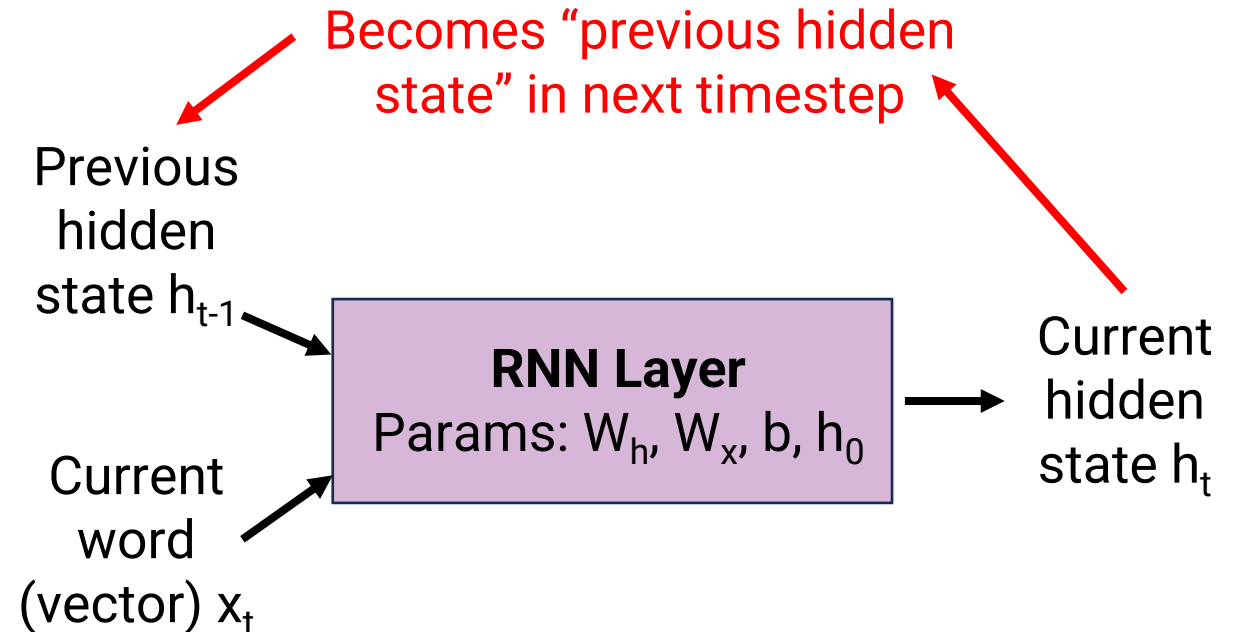 Becomes “previous hidden
state” in next timestep
Previous
hidden
state hₜ₋₁
RNN Layer
Params: Wₕ, Wₓ, b, h₀
Current
hidden
state hₜ
Current
word
(vector) xₜ